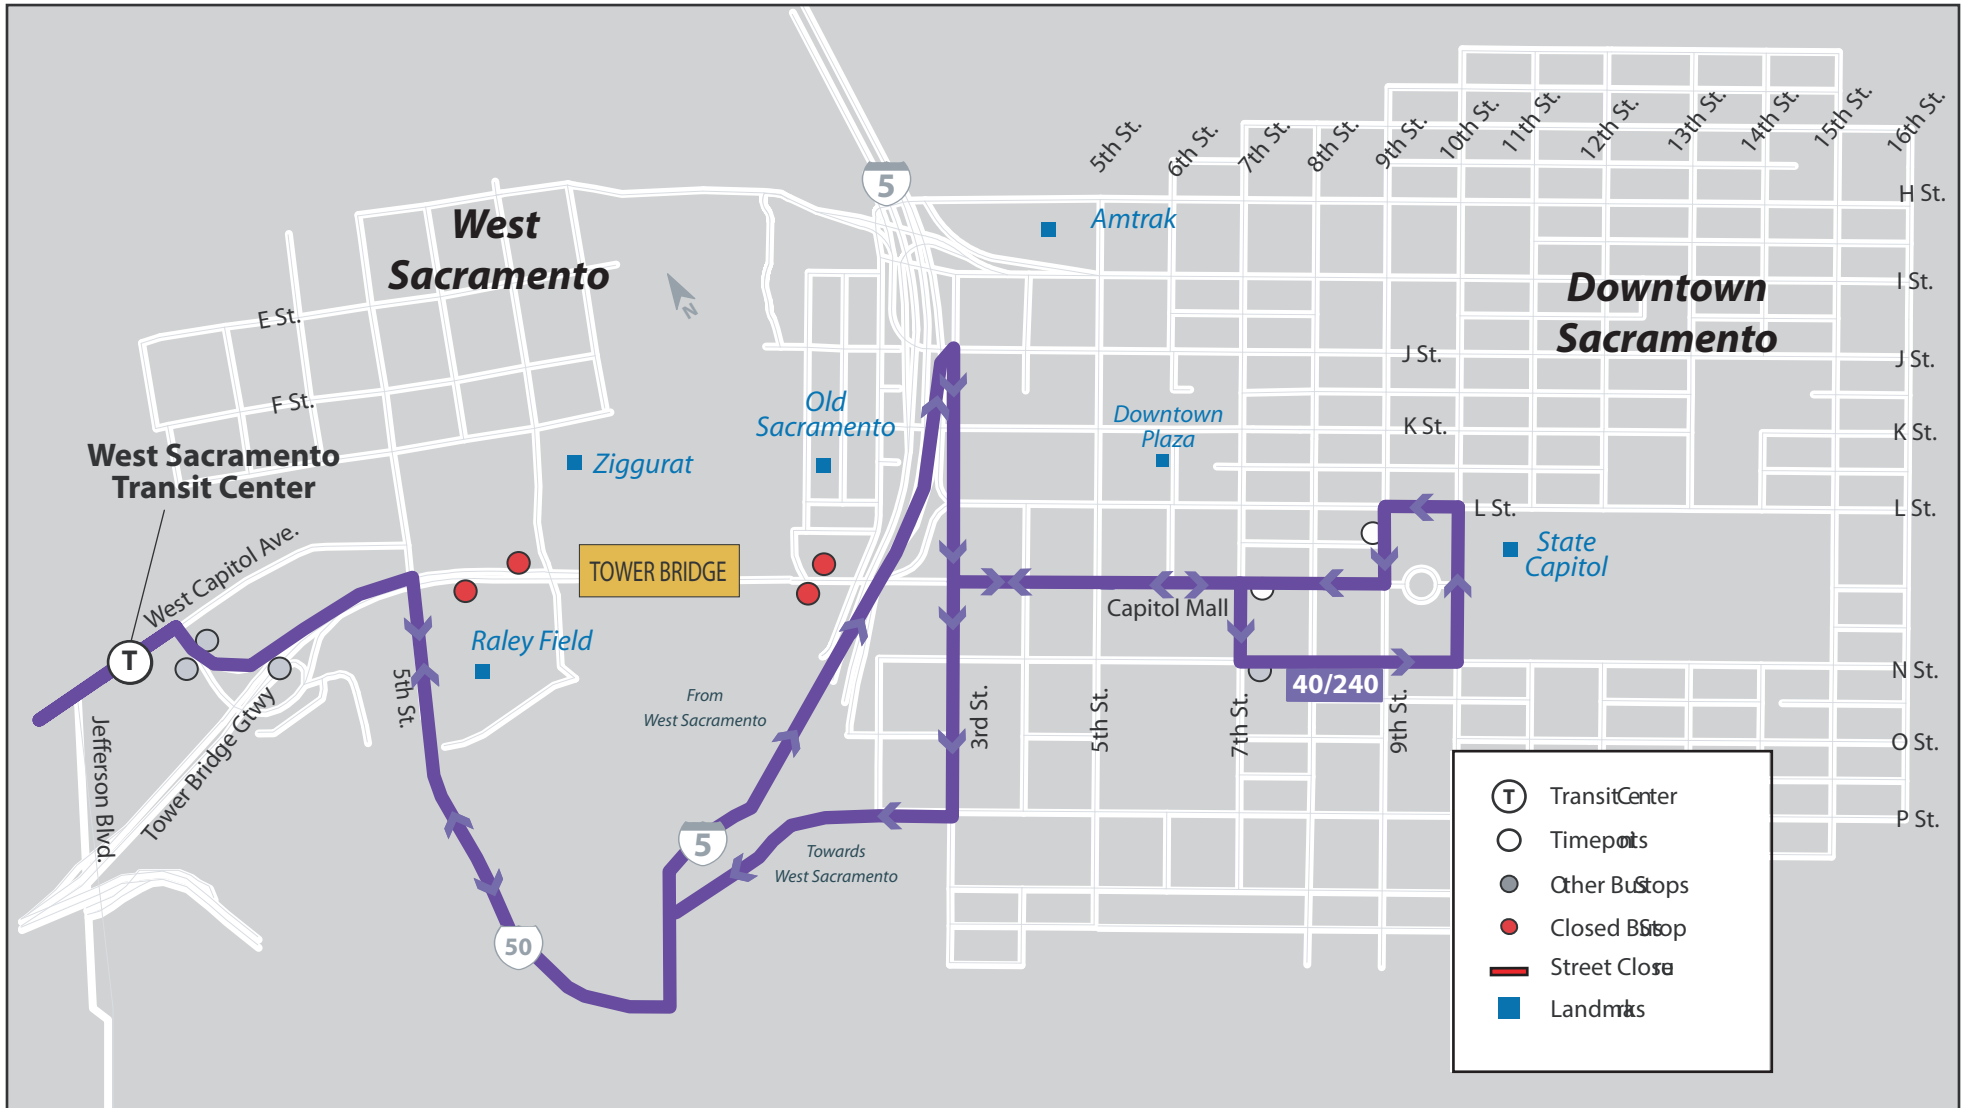 5th St.
6th St.
7th St.
8th St.
9th St.
10th St.
11th St.
12th St.
13th St.
14th St.
15th St.
16th St.
5
H St.
West
Sacramento
Amtrak
N
Downtown
Sacramento
I St.
E St.
J St.
J St.
F St.
Old
Sacramento
Downtown
Plaza
K St.
K St.
West Sacramento
Transit Center
Ziggurat
L St.
L St.
West Capitol Ave.
TOWER BRIDGE
State
Capitol
Capitol Mall
T
Raley Field
N St.
40/240
5th St.
From
West Sacramento
3rd St.
5th St.
7th St.
9th St.
O St.
Jefferson Blvd.
Tower Bridge Gtwy
T
Transit Center
Timepoints
Other Bus Stops
Closed Bus Stop
Street Closure
Landmarks
P St.
5
Towards
West Sacramento
50